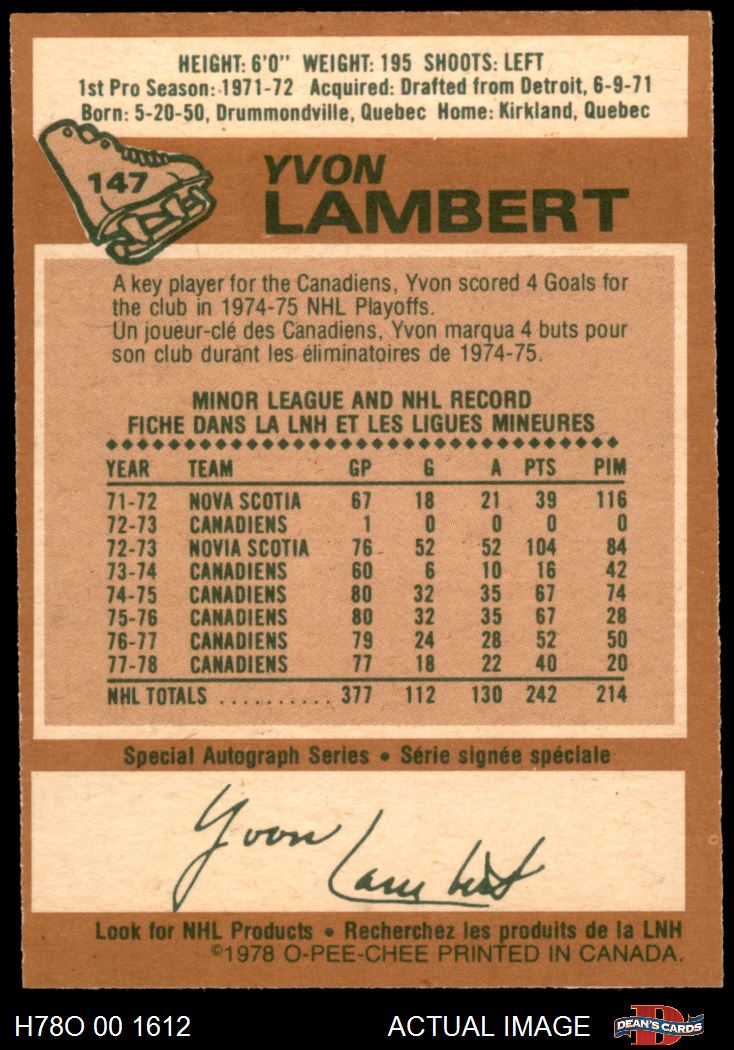 HEIGHT: 6'0" WEIGHT: 195 SHOOTS: LEFT
1st Pro Season: 1971-72 Acquired: Drafted from Detroit, 6-9-71
Born: 5-20-50, Drummondville, Quebec Home: Kirkland, Quebec
147
YVON
LAMBERT
A key player for the Canadiens, Yvon scored 4 Goals for
the club in 1974-75 NHL Playoffs.
Un joueur-clé des Canadiens, Yvon marqua 4 buts pour
son club durant les éliminatoires de 1974-75.
MINOR LEAGUE AND NHL RECORD
FICHE DANS LA LNH ET LES LIGUES MINEURES
YEAR TEAM GP G A PTS PIM
71-72 NOVA SCOTIA 67 18 21 39 116
72-73 CANADIENS 1 0 0 0 0
72-73 NOVIA SCOTIA 76 52 52 104 84
73-74 CANADIENS 60 6 10 16 42
74-75 CANADIENS 80 32 35 67 74
75-76 CANADIENS 80 32 35 67 28
76-77 CANADIENS 79 24 28 52 50
77-78 CANADIENS 77 18 22 40 20
NHL TOTALS .......... 377 112 130 242 214
Special Autograph Series • Série signée spéciale
Yvon Lambert
Look for NHL Products • Recherchez les produits de la LNH
©1978 O-PEE-CHEE PRINTED IN CANADA.
H78O 00 1612 ACTUAL IMAGE DEAN'S CARDS